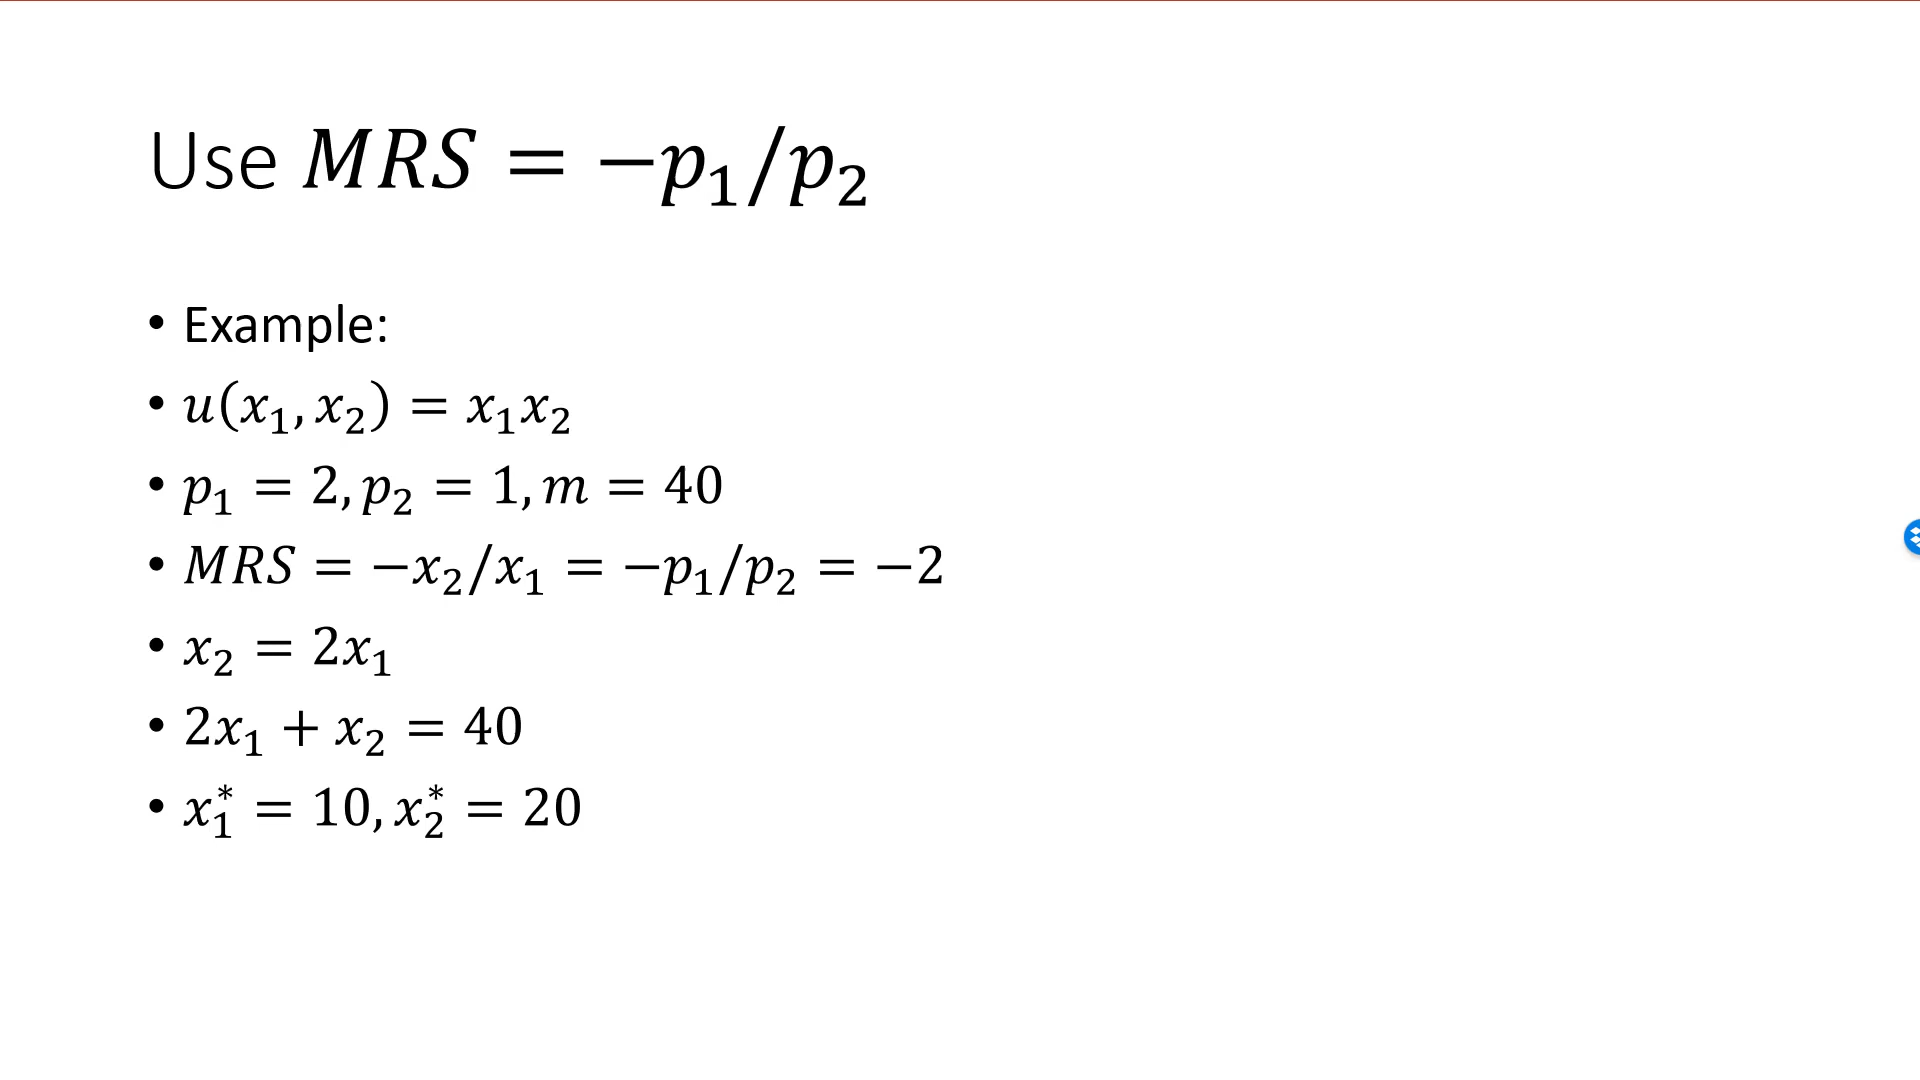 Use 𝑀𝑅𝑆 = −𝑝₁/𝑝₂
• Example:
• 𝑢(𝑥₁, 𝑥₂) = 𝑥₁𝑥₂
• 𝑝₁ = 2, 𝑝₂ = 1, 𝑚 = 40
• 𝑀𝑅𝑆 = −𝑥₂/𝑥₁ = −𝑝₁/𝑝₂ = −2
• 𝑥₂ = 2𝑥₁
• 2𝑥₁ + 𝑥₂ = 40
• 𝑥₁* = 10, 𝑥₂* = 20